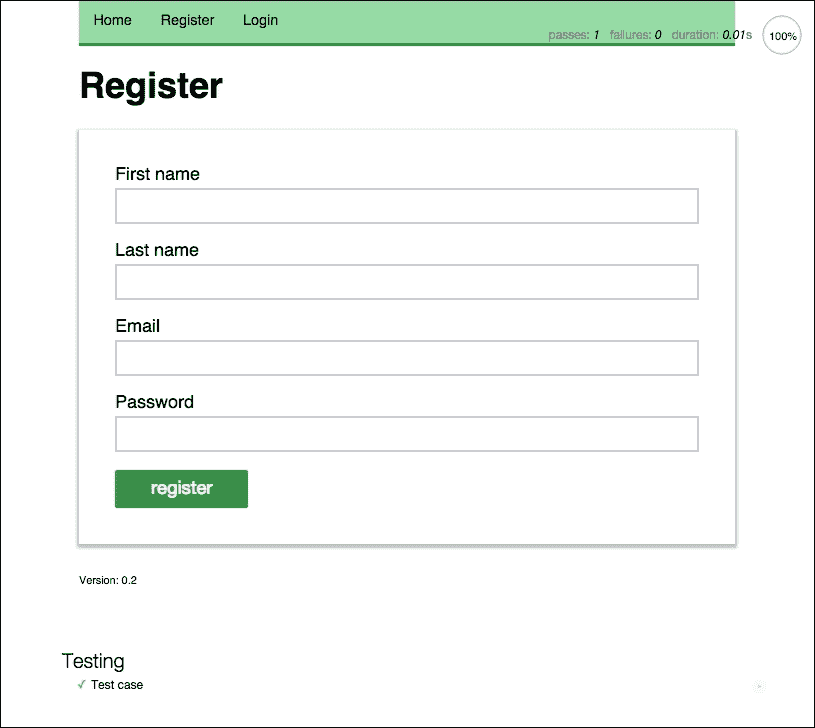 Home Register Login
passes: 1 failures: 0 duration: 0.01s 100%
Register
First name
Last name
Email
Password
register
Version: 0.2
Testing
✓ Test case